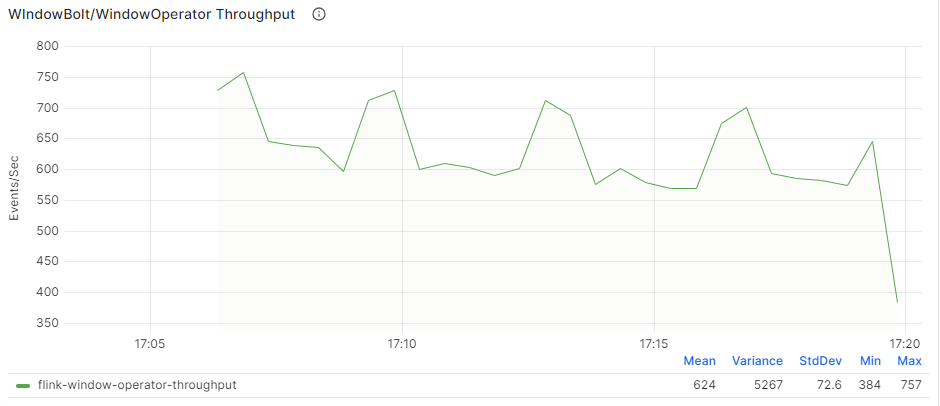 WIndowBolt/WindowOperator Throughput
800
750
700
650
600
550
500
450
400
350
Events/Sec
17:05 17:10 17:15 17:20
Mean Variance StdDev Min Max
flink-window-operator-throughput 624 5267 72.6 384 757